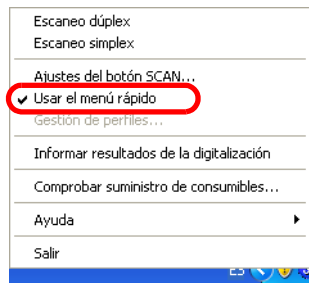 Escaneo dúplex
Escaneo simplex
Ajustes del botón SCAN...
Usar el menú rápido
Gestión de perfiles...
Informar resultados de la digitalización
Comprobar suministro de consumibles...
Ayuda
Salir
ES